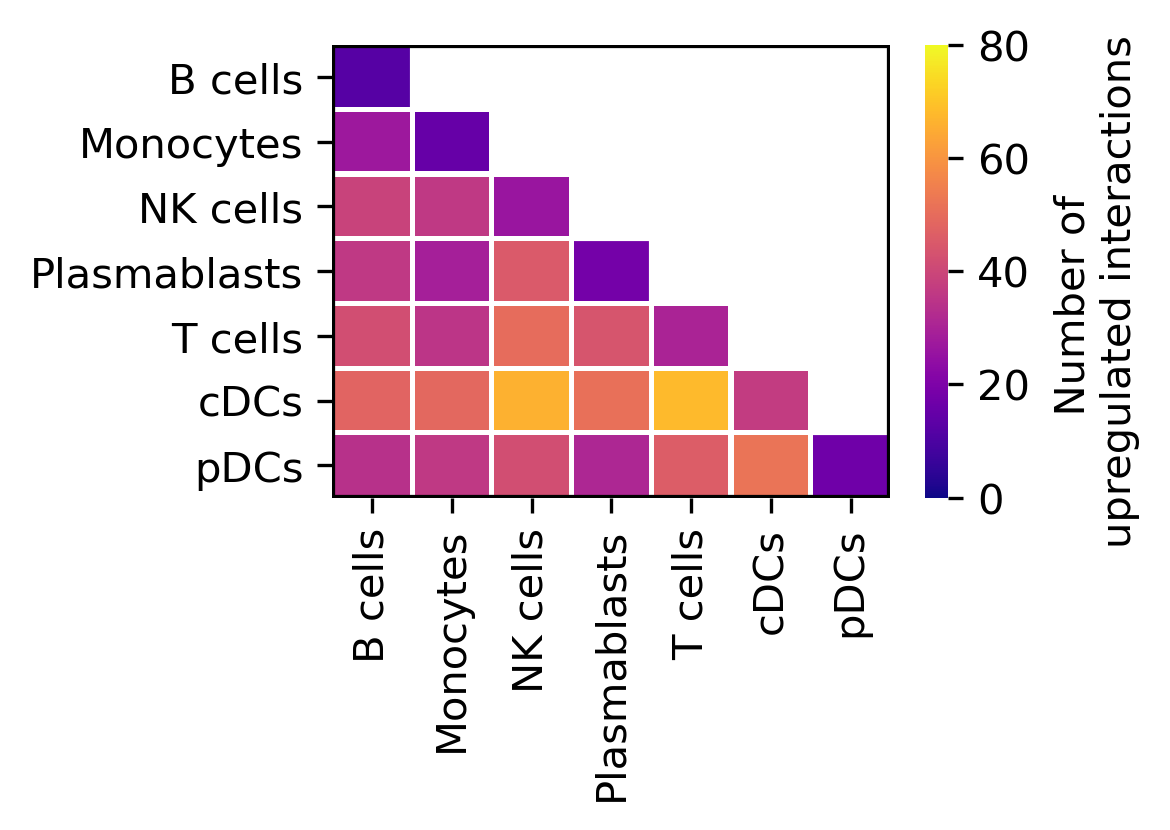 B cells
Monocytes
NK cells
Plasmablasts
T cells
cDCs
pDCs
B cells
Monocytes
NK cells
Plasmablasts
T cells
cDCs
pDCs
80
60
40
20
0
Number of
upregulated interactions